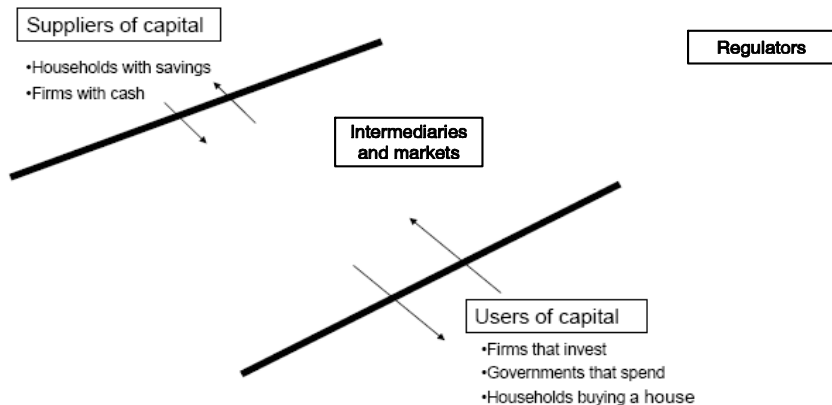 Suppliers of capital
•Households with savings
•Firms with cash
Regulators
Intermediaries
and markets
Users of capital
•Firms that invest
•Governments that spend
•Households buying a house